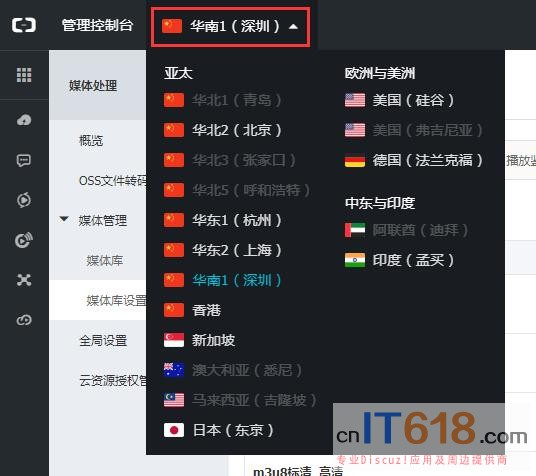 管理控制台
华南1（深圳）
媒体处理
概览
OSS文件转码
媒体管理
媒体库
媒体库设置
全局设置
云资源授权管
亚太
华北1（青岛）
华北2（北京）
华北3（张家口）
华北5（呼和浩特）
华东1（杭州）
华东2（上海）
华南1（深圳）
香港
新加坡
澳大利亚（悉尼）
马来西亚（吉隆坡）
日本（东京）
欧洲与美洲
美国（硅谷）
美国（弗吉尼亚）
德国（法兰克福）
中东与印度
阿联酋（迪拜）
印度（孟买）
播放
m3u8标清_高清
cnIT618.com
专业Discuz!应用及周边提供商